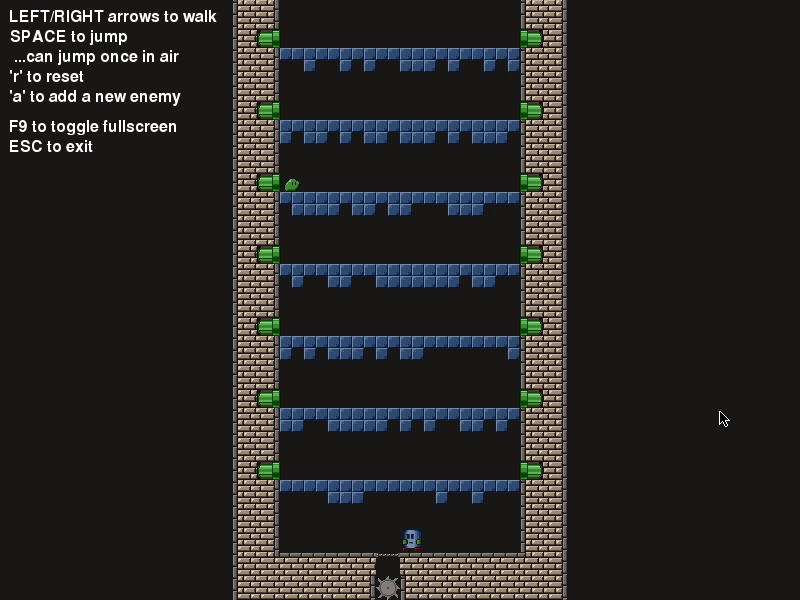 LEFT/RIGHT arrows to walk
SPACE to jump
...can jump once in air
'r' to reset
'a' to add a new enemy
F9 to toggle fullscreen
ESC to exit